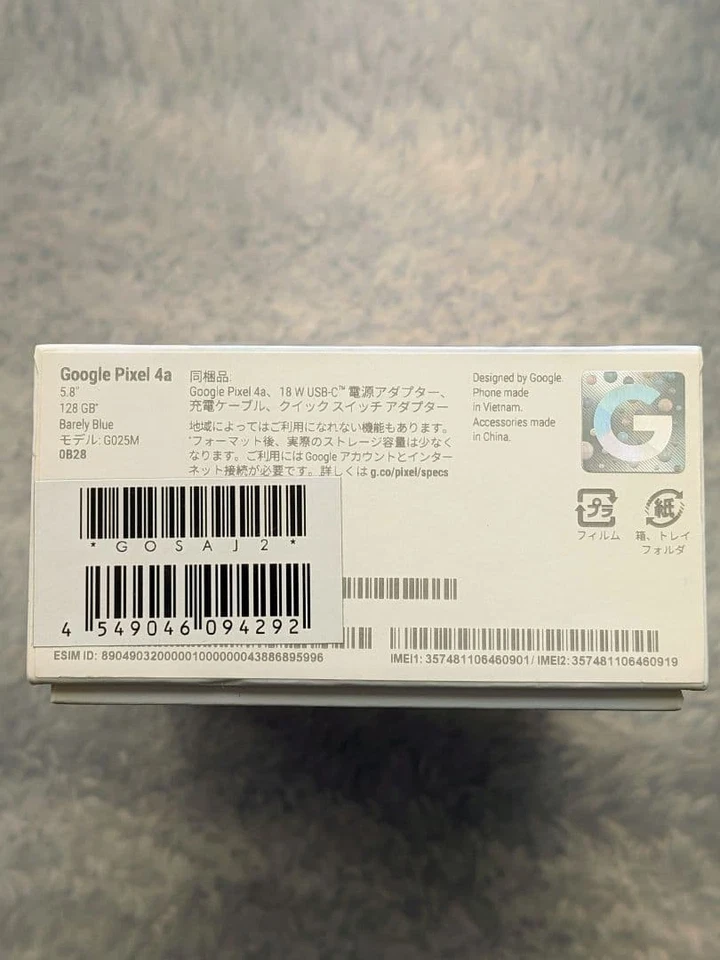 Google Pixel 4a
5.8"
128 GB*
Barely Blue
モデル: G025M
0B28
同梱品:
Google Pixel 4a、18 W USB-C™ 電源アダプター、
充電ケーブル、クイック スイッチ アダプター
地域によってはご利用になれない機能もあります。
*フォーマット後、実際のストレージ容量は少なく
なります。ご利用には Google アカウントとインター
ネット接続が必要です。詳しくは g.co/pixel/specs
Designed by Google.
Phone made
in Vietnam.
Accessories made
in China.
G
プラ
フィルム
紙
箱、トレイ
フォルダ
* G O S A J 2 *
4 549046 094292
ESIM ID: 89049032000001000000043886895996
IMEI1: 357481106460901/ IMEI2: 357481106460919